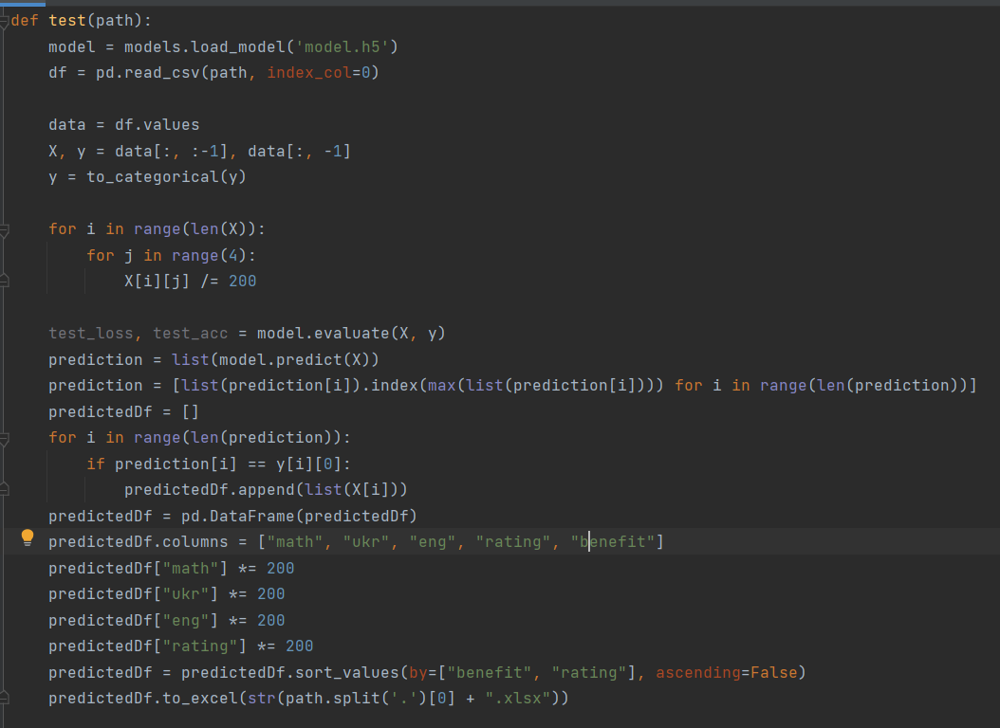 def test(path):
    model = models.load_model('model.h5')
    df = pd.read_csv(path, index_col=0)

    data = df.values
    X, y = data[:, :-1], data[:, -1]
    y = to_categorical(y)

    for i in range(len(X)):
        for j in range(4):
            X[i][j] /= 200

    test_loss, test_acc = model.evaluate(X, y)
    prediction = list(model.predict(X))
    prediction = [list(prediction[i]).index(max(list(prediction[i]))) for i in range(len(prediction))]
    predictedDf = []
    for i in range(len(prediction)):
        if prediction[i] == y[i][0]:
            predictedDf.append(list(X[i]))
    predictedDf = pd.DataFrame(predictedDf)
    predictedDf.columns = ["math", "ukr", "eng", "rating", "benefit"]
    predictedDf["math"] *= 200
    predictedDf["ukr"] *= 200
    predictedDf["eng"] *= 200
    predictedDf["rating"] *= 200
    predictedDf = predictedDf.sort_values(by=["benefit", "rating"], ascending=False)
    predictedDf.to_excel(str(path.split('.')[0] + ".xlsx"))